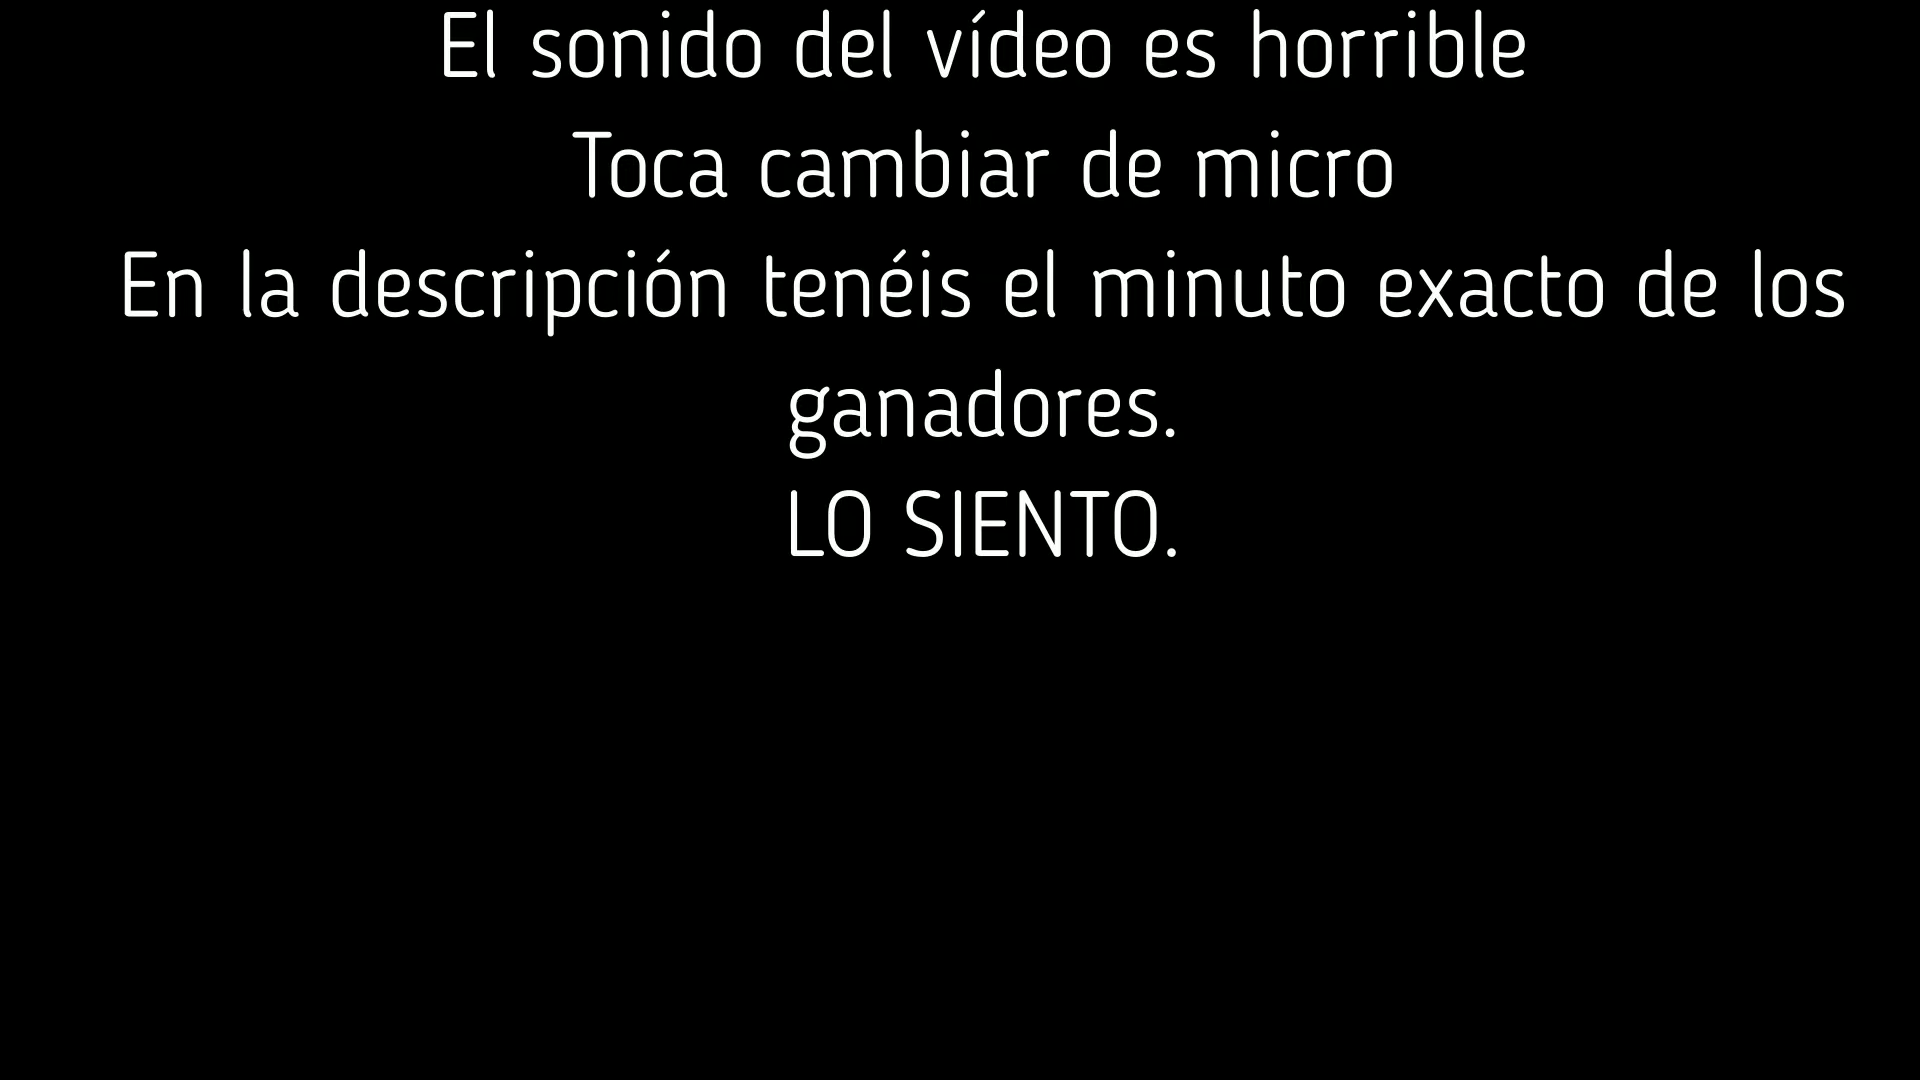 El sonido del vídeo es horrible
Toca cambiar de micro
En la descripción tenéis el minuto exacto de los
ganadores.
LO SIENTO.